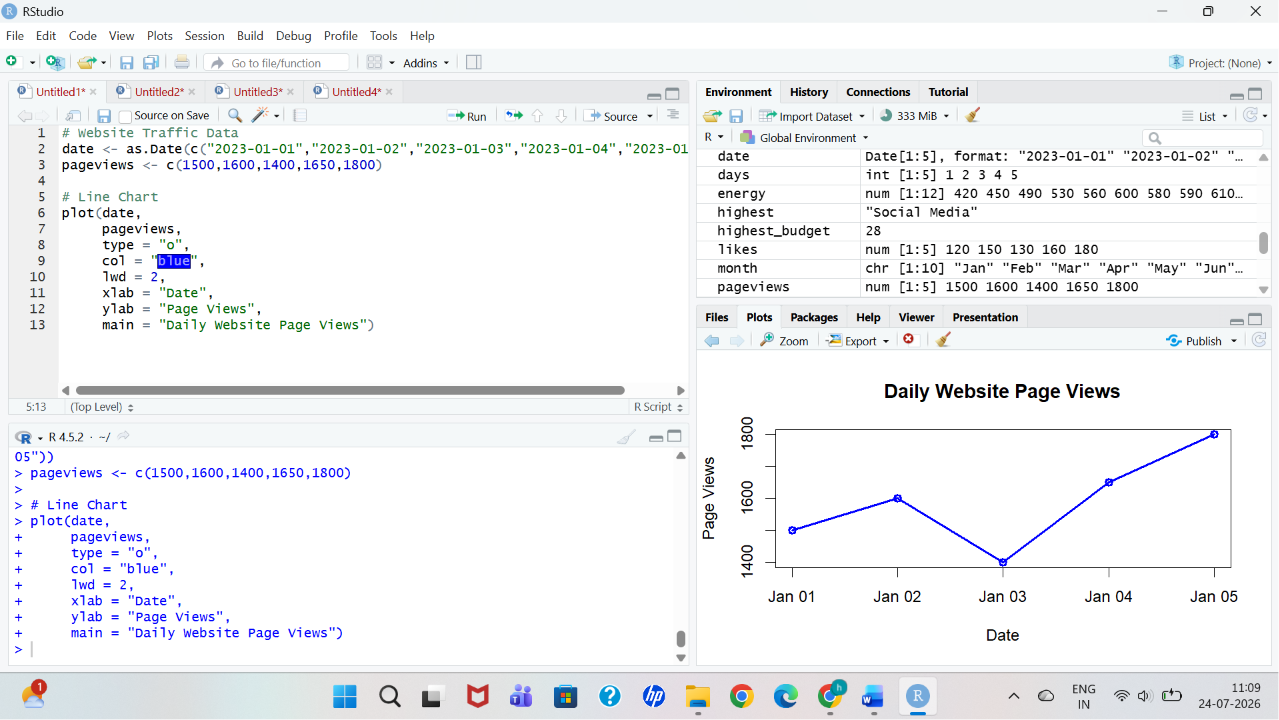 RStudio
File Edit Code View Plots Session Build Debug Profile Tools Help
Go to file/function Addins Project: (None)
Untitled1* Untitled2* Untitled3* Untitled4*
Source on Save Run Source
1 # Website Traffic Data
2 date <- as.Date(c("2023-01-01","2023-01-02","2023-01-03","2023-01-04","2023-01
3 pageviews <- c(1500,1600,1400,1650,1800)
4
5 # Line Chart
6 plot(date,
7 pageviews,
8 type = "o",
9 col = "blue",
10 lwd = 2,
11 xlab = "Date",
12 ylab = "Page Views",
13 main = "Daily Website Page Views")
5:13 (Top Level) R Script
R 4.5.2 · ~/
05"))
> pageviews <- c(1500,1600,1400,1650,1800)
>
> # Line Chart
> plot(date,
+ pageviews,
+ type = "o",
+ col = "blue",
+ lwd = 2,
+ xlab = "Date",
+ ylab = "Page Views",
+ main = "Daily Website Page Views")
>
Environment History Connections Tutorial
Import Dataset 333 MiB List
R Global Environment
date Date[1:5], format: "2023-01-01" "2023-01-02" "…
days int [1:5] 1 2 3 4 5
energy num [1:12] 420 450 490 530 560 600 580 590 610…
highest "Social Media"
highest_budget 28
likes num [1:5] 120 150 130 160 180
month chr [1:10] "Jan" "Feb" "Mar" "Apr" "May" "Jun"…
pageviews num [1:5] 1500 1600 1400 1650 1800
Files Plots Packages Help Viewer Presentation
Zoom Export Publish
Daily Website Page Views
Page Views
1800
1600
1400
Jan 01 Jan 02 Jan 03 Jan 04 Jan 05
Date
1
h
ENG
IN
11:09
24-07-2026